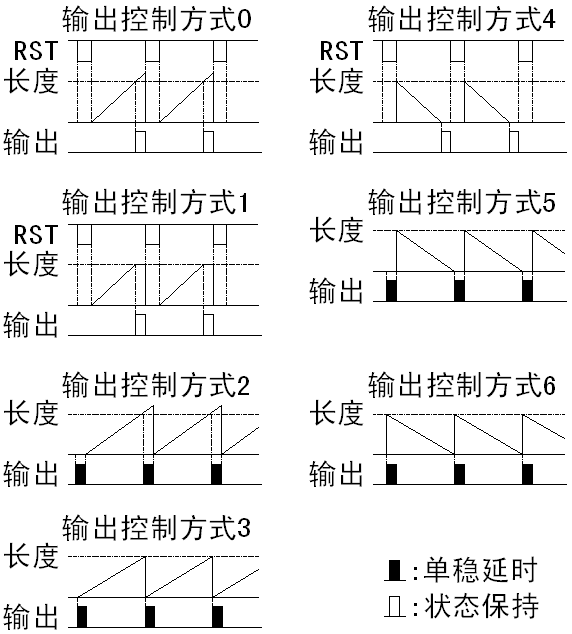 输出控制方式0
RST
长度
输出
输出控制方式1
RST
长度
输出
输出控制方式2
长度
输出
输出控制方式3
长度
输出
输出控制方式4
RST
长度
输出
输出控制方式5
长度
输出
输出控制方式6
长度
输出
:单稳延时
:状态保持